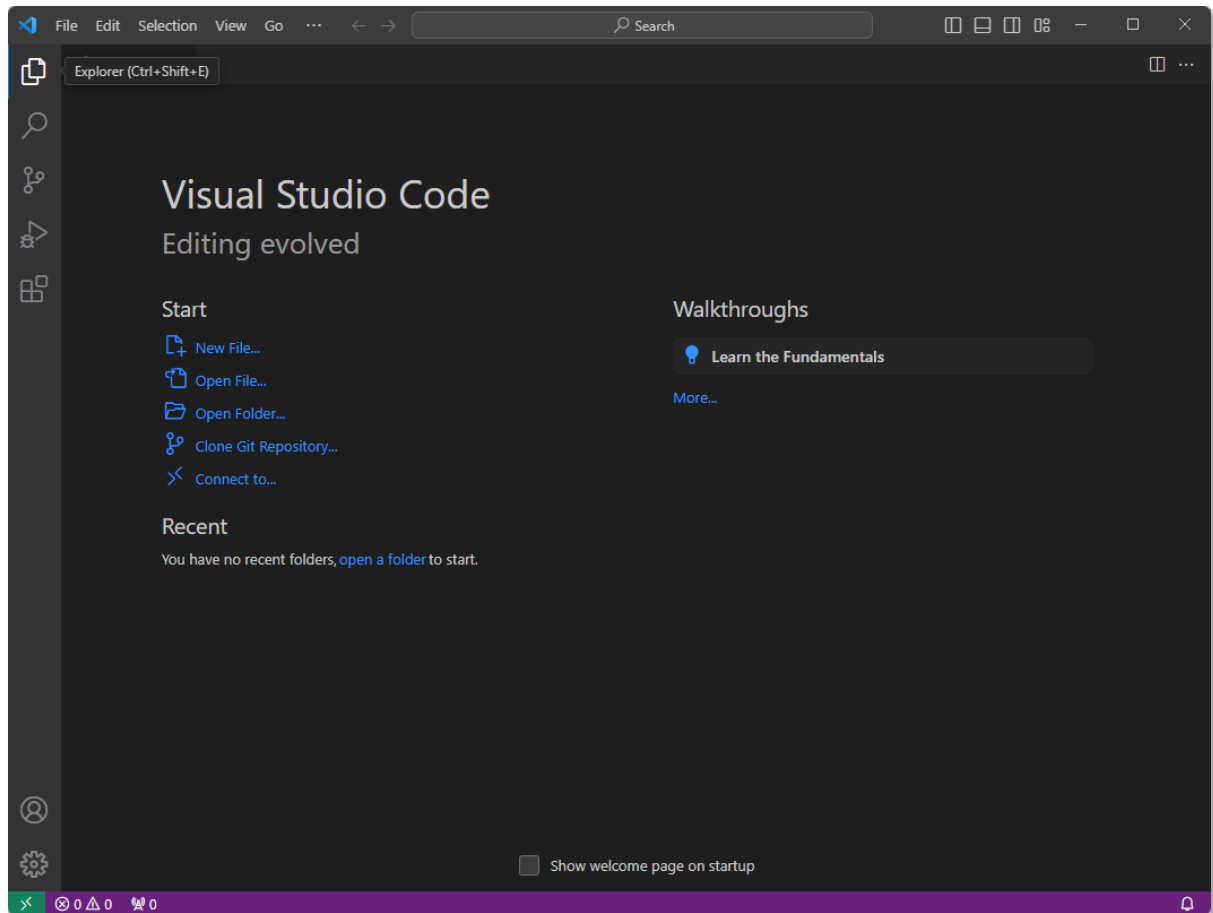 File Edit Selection View Go ··· Search
Explorer (Ctrl+Shift+E)
Visual Studio Code
Editing evolved
Start
New File...
Open File...
Open Folder...
Clone Git Repository...
Connect to...
Recent
You have no recent folders, open a folder to start.
Walkthroughs
Learn the Fundamentals
More...
Show welcome page on startup
0 0 0